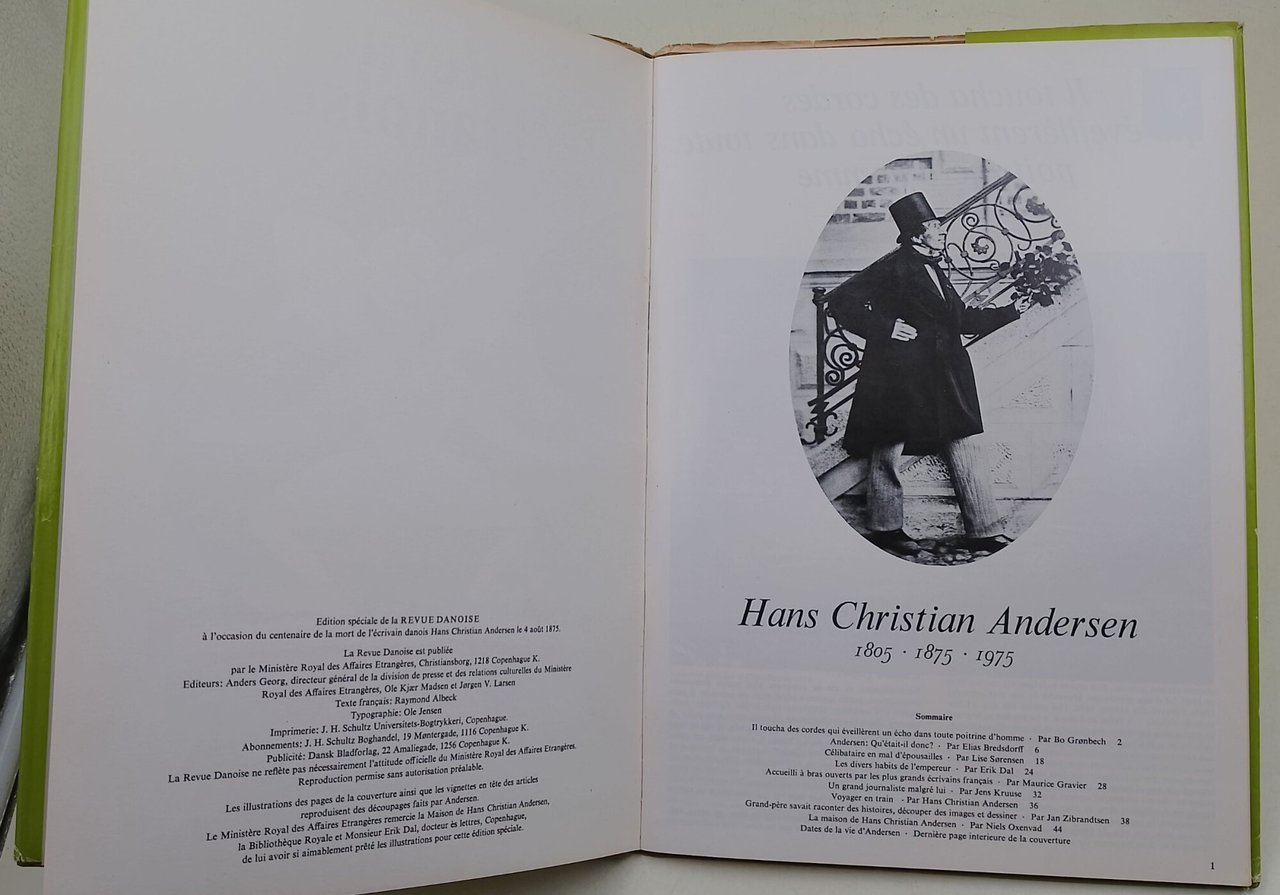 Edition spéciale de la REVUE DANOISE
à l'occasion du centenaire de la mort de l'écrivain danois Hans Christian Andersen le 4 août 1875.
La Revue Danoise est publiée
par le Ministère Royal des Affaires Etrangères, Christiansborg, 1218 Copenhague K.
Editeurs: Anders Georg, directeur général de la division de presse et des relations culturelles du Ministère
Royal des Affaires Etrangères, Ole Kjær Madsen et Jørgen V. Larsen
Texte français: Raymond Albeck
Typographie: Ole Jensen
Imprimerie: J. H. Schultz Universitets-Bogtrykkeri, Copenhague.
Abonnements: J. H. Schultz Boghandel, 19 Møntergade, 1116 Copenhague K.
Publicité: Dansk Bladforlag, 22 Amaliegade, 1256 Copenhague K.
La Revue Danoise ne reflète pas nécessairement l'attitude officielle du Ministère Royal des Affaires Etrangères.
Reproduction permise sans autorisation préalable.
Les illustrations des pages de la couverture ainsi que les vignettes en tête des articles
reproduisent des découpages faits par Andersen.
Le Ministère Royal des Affaires Etrangères remercie la Maison de Hans Christian Andersen,
la Bibliothèque Royale et Monsieur Erik Dal, docteur ès lettres, Copenhague,
de lui avoir si aimablement prêté les illustrations pour cette édition spéciale.
Hans Christian Andersen
1805 · 1875 · 1975
Sommaire
Il toucha des cordes qui éveillèrent un écho dans toute poitrine d'homme · Par Bo Grønbech 2
Andersen: Qu'était-il donc? · Par Elias Bredsdorff 6
Célibataire en mal d'épousailles · Par Lise Sørensen 18
Les divers habits de l'empereur · Par Erik Dal 24
Accueilli à bras ouverts par les plus grands écrivains français · Par Maurice Gravier 28
Un grand journaliste malgré lui · Par Jens Kruuse 32
Voyager en train · Par Hans Christian Andersen 36
Grand-père savait raconter des histoires, découper des images et dessiner · Par Jan Zibrandtsen 38
La maison de Hans Christian Andersen · Par Niels Oxenvad 44
Dates de la vie d'Andersen · Dernière page interieure de la couverture
1